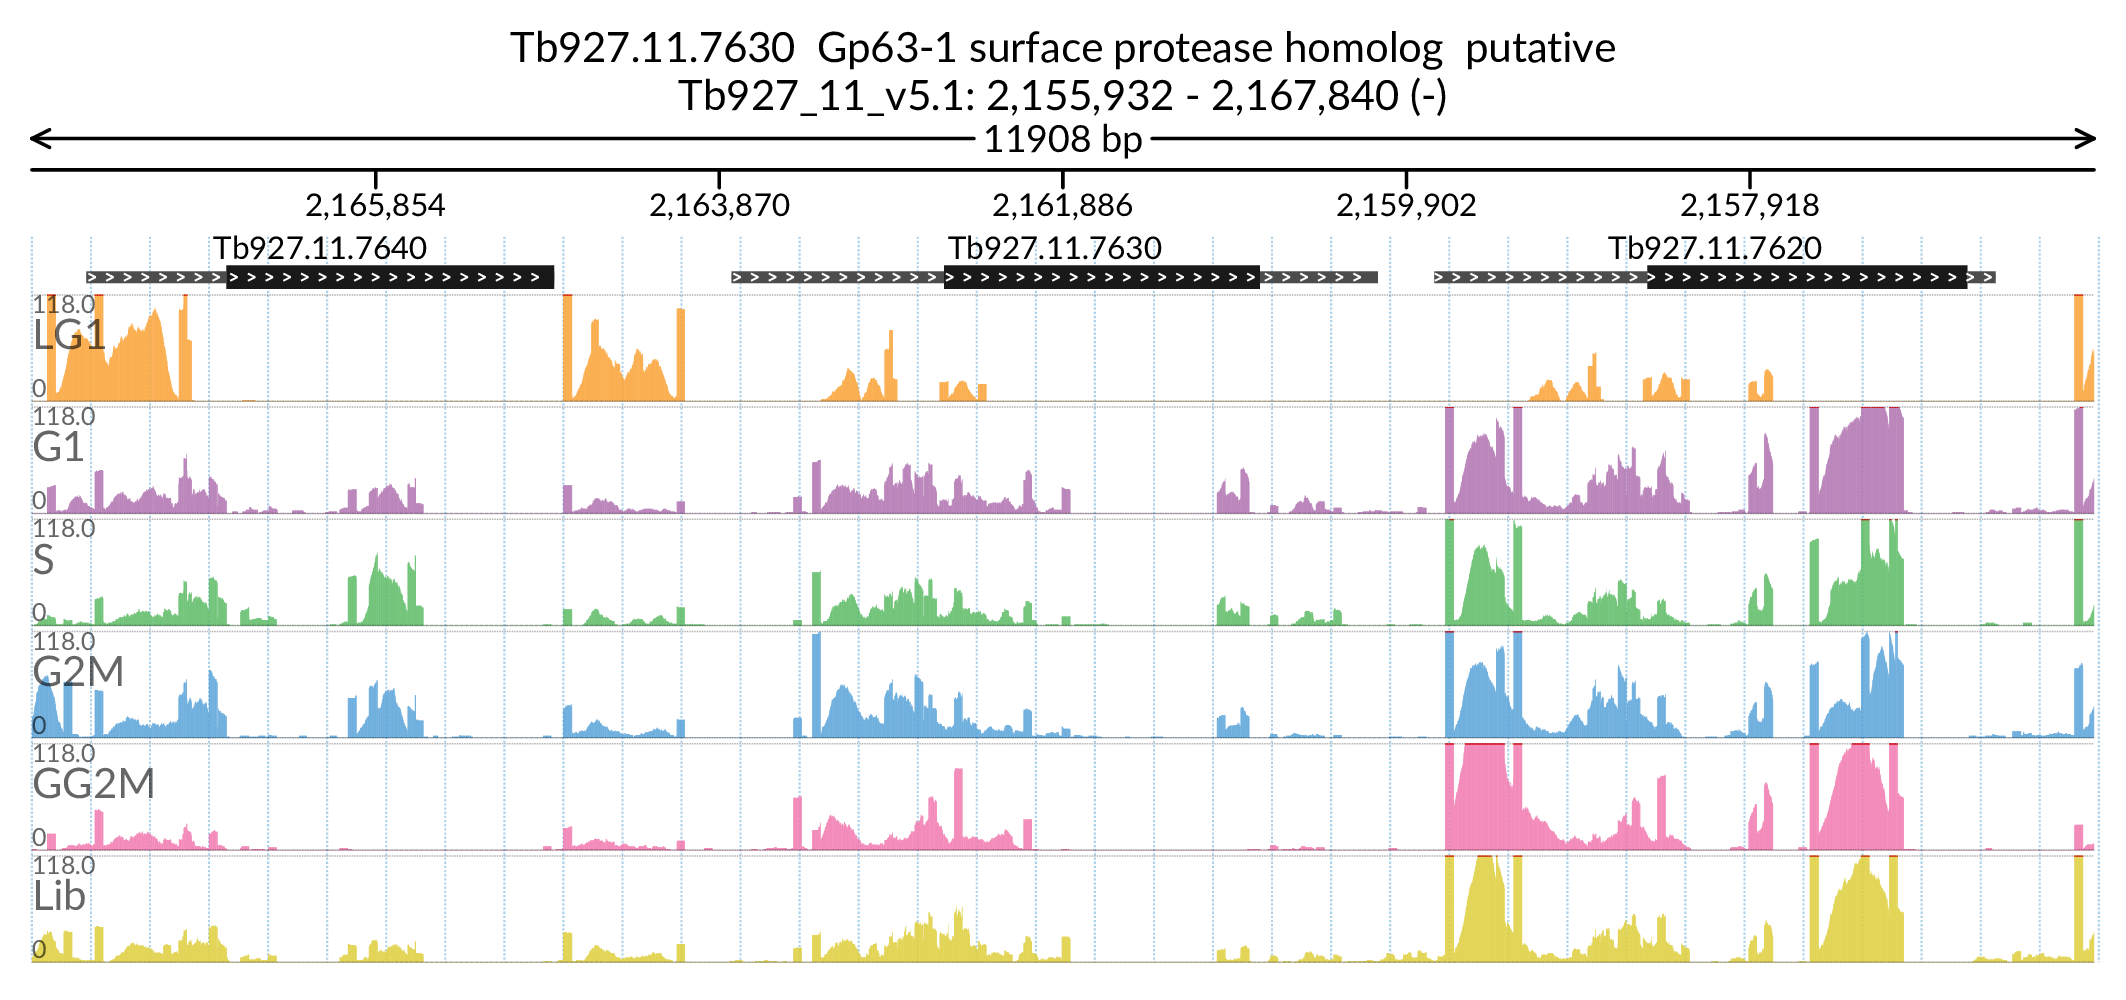 Tb927.11.7630  Gp63-1 surface protease homolog  putative
Tb927_11_v5.1: 2,155,932 - 2,167,840 (-)
11908 bp
2,165,854 2,163,870 2,161,886 2,159,902 2,157,918
Tb927.11.7640 Tb927.11.7630 Tb927.11.7620
118.0
LG1
0
118.0
G1
0
118.0
S
0
118.0
G2M
0
118.0
GG2M
0
118.0
Lib
0